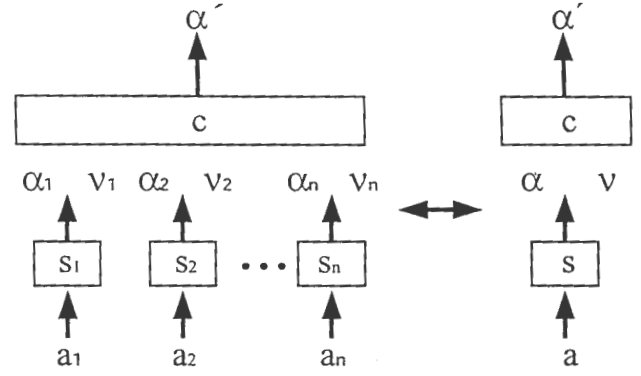 α´ α´
c c
α₁ ν₁ α₂ ν₂ αₙ νₙ α ν
s₁ s₂ ... sₙ s
a₁ a₂ aₙ a